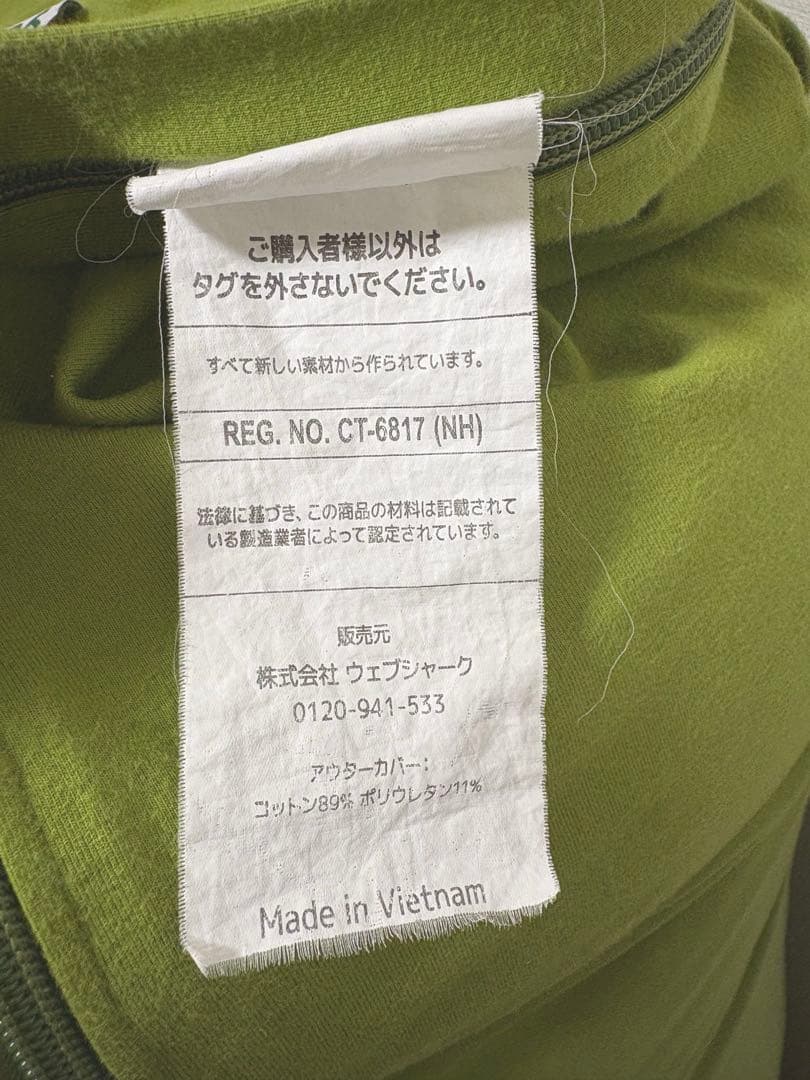 ご購入者様以外は
タグを外さないでください。
すべて新しい素材から作られています。
REG. NO. CT-6817 (NH)
法律に基づき、この商品の材料は記載されて
いる製造業者によって認定されています。
販売元
株式会社 ウェブシャーク
0120-941-533
アウターカバー：
コットン89% ポリウレタン11%
Made in Vietnam